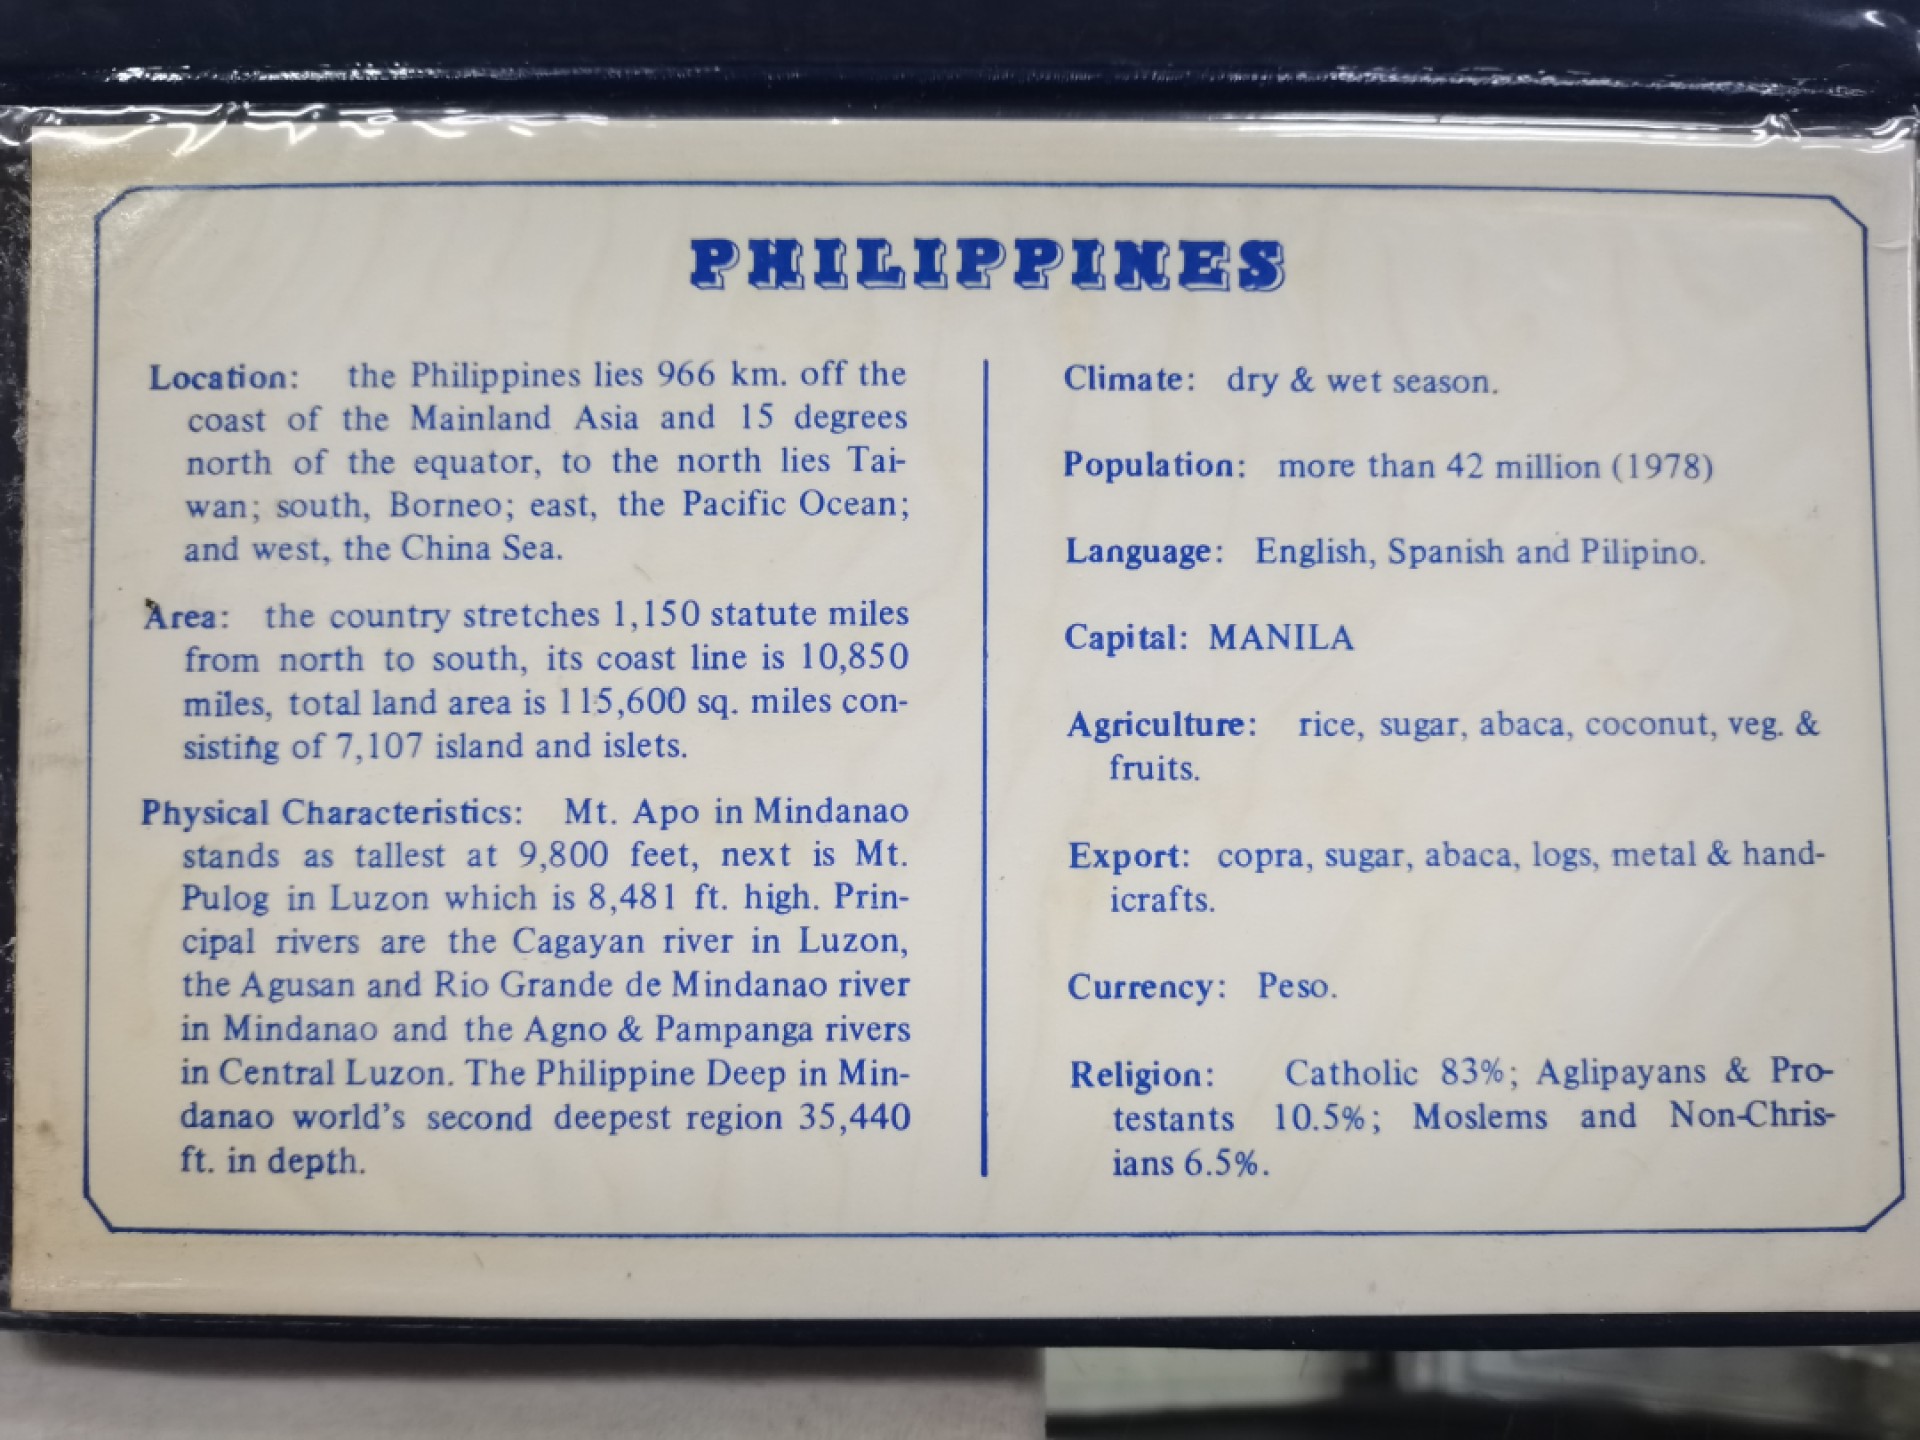 PHILIPPINES
Location: the Philippines lies 966 km. off the
coast of the Mainland Asia and 15 degrees
north of the equator, to the north lies Tai-
wan; south, Borneo; east, the Pacific Ocean;
and west, the China Sea.
Area: the country stretches 1,150 statute miles
from north to south, its coast line is 10,850
miles, total land area is 115,600 sq. miles con-
sisting of 7,107 island and islets.
Physical Characteristics: Mt. Apo in Mindanao
stands as tallest at 9,800 feet, next is Mt.
Pulog in Luzon which is 8,481 ft. high. Prin-
cipal rivers are the Cagayan river in Luzon,
the Agusan and Rio Grande de Mindanao river
in Mindanao and the Agno & Pampanga rivers
in Central Luzon. The Philippine Deep in Min-
danao world's second deepest region 35,440
ft. in depth.
Climate: dry & wet season.
Population: more than 42 million (1978)
Language: English, Spanish and Pilipino.
Capital: MANILA
Agriculture: rice, sugar, abaca, coconut, veg. &
fruits.
Export: copra, sugar, abaca, logs, metal & hand-
icrafts.
Currency: Peso.
Religion: Catholic 83%; Aglipayans & Pro-
testants 10.5%; Moslems and Non-Chris-
ians 6.5%.